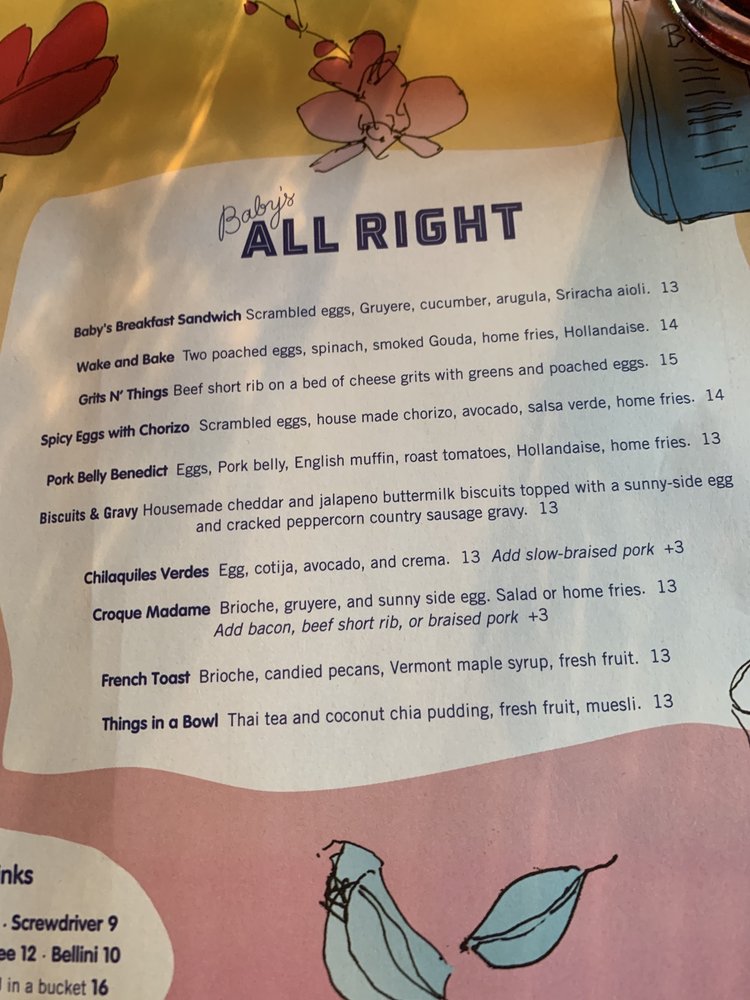 Baby's
ALL RIGHT
Baby's Breakfast Sandwich Scrambled eggs, Gruyere, cucumber, arugula, Sriracha aioli. 13
Wake and Bake Two poached eggs, spinach, smoked Gouda, home fries, Hollandaise. 14
Grits N' Things Beef short rib on a bed of cheese grits with greens and poached eggs. 15
Spicy Eggs with Chorizo Scrambled eggs, house made chorizo, avocado, salsa verde, home fries. 14
Pork Belly Benedict Eggs, Pork belly, English muffin, roast tomatoes, Hollandaise, home fries. 13
Biscuits & Gravy Housemade cheddar and jalapeno buttermilk biscuits topped with a sunny-side egg
and cracked peppercorn country sausage gravy. 13
Chilaquiles Verdes Egg, cotija, avocado, and crema. 13 Add slow-braised pork +3
Croque Madame Brioche, gruyere, and sunny side egg. Salad or home fries. 13
Add bacon, beef short rib, or braised pork +3
French Toast Brioche, candied pecans, Vermont maple syrup, fresh fruit. 13
Things in a Bowl Thai tea and coconut chia pudding, fresh fruit, muesli. 13
inks
· Screwdriver 9
ee 12 · Bellini 10
in a bucket 16